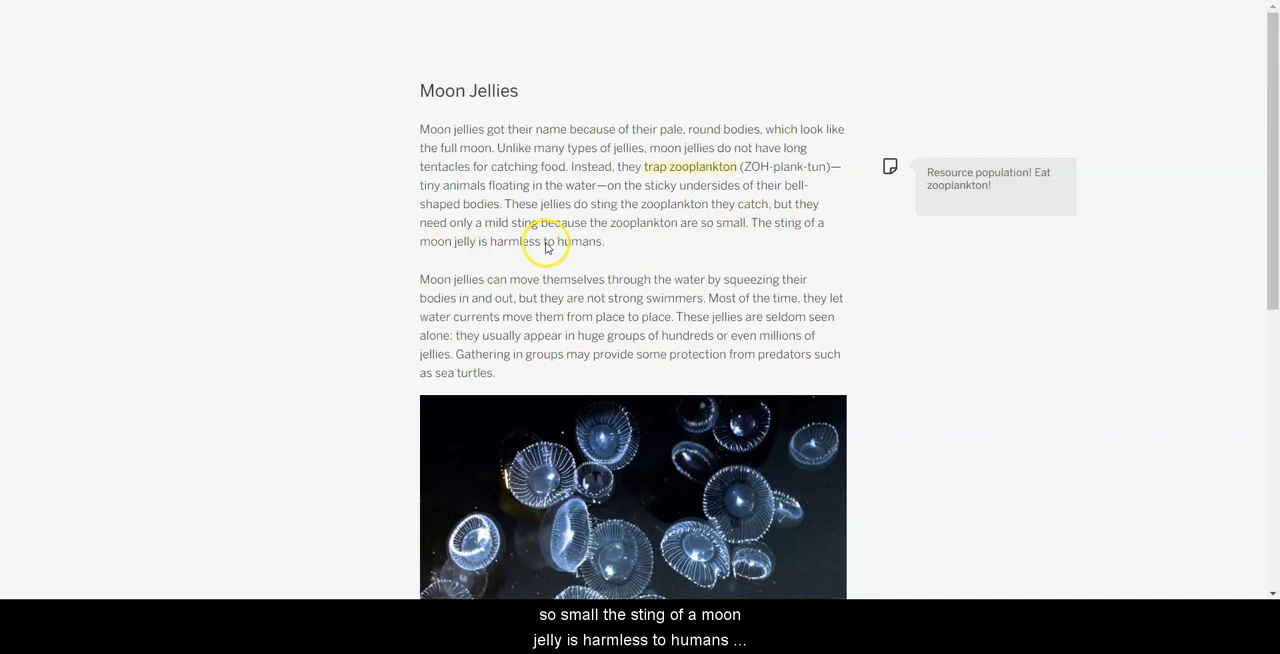 Moon Jellies
Moon jellies got their name because of their pale, round bodies, which look like
the full moon. Unlike many types of jellies, moon jellies do not have long
tentacles for catching food. Instead, they trap zooplankton (ZOH-plank-tun)—
tiny animals floating in the water—on the sticky undersides of their bell-
shaped bodies. These jellies do sting the zooplankton they catch, but they
need only a mild sting because the zooplankton are so small. The sting of a
moon jelly is harmless to humans.
Resource population! Eat
zooplankton!
Moon jellies can move themselves through the water by squeezing their
bodies in and out, but they are not strong swimmers. Most of the time, they let
water currents move them from place to place. These jellies are seldom seen
alone: they usually appear in huge groups of hundreds or even millions of
jellies. Gathering in groups may provide some protection from predators such
as sea turtles.
so small the sting of a moon
jelly is harmless to humans ...